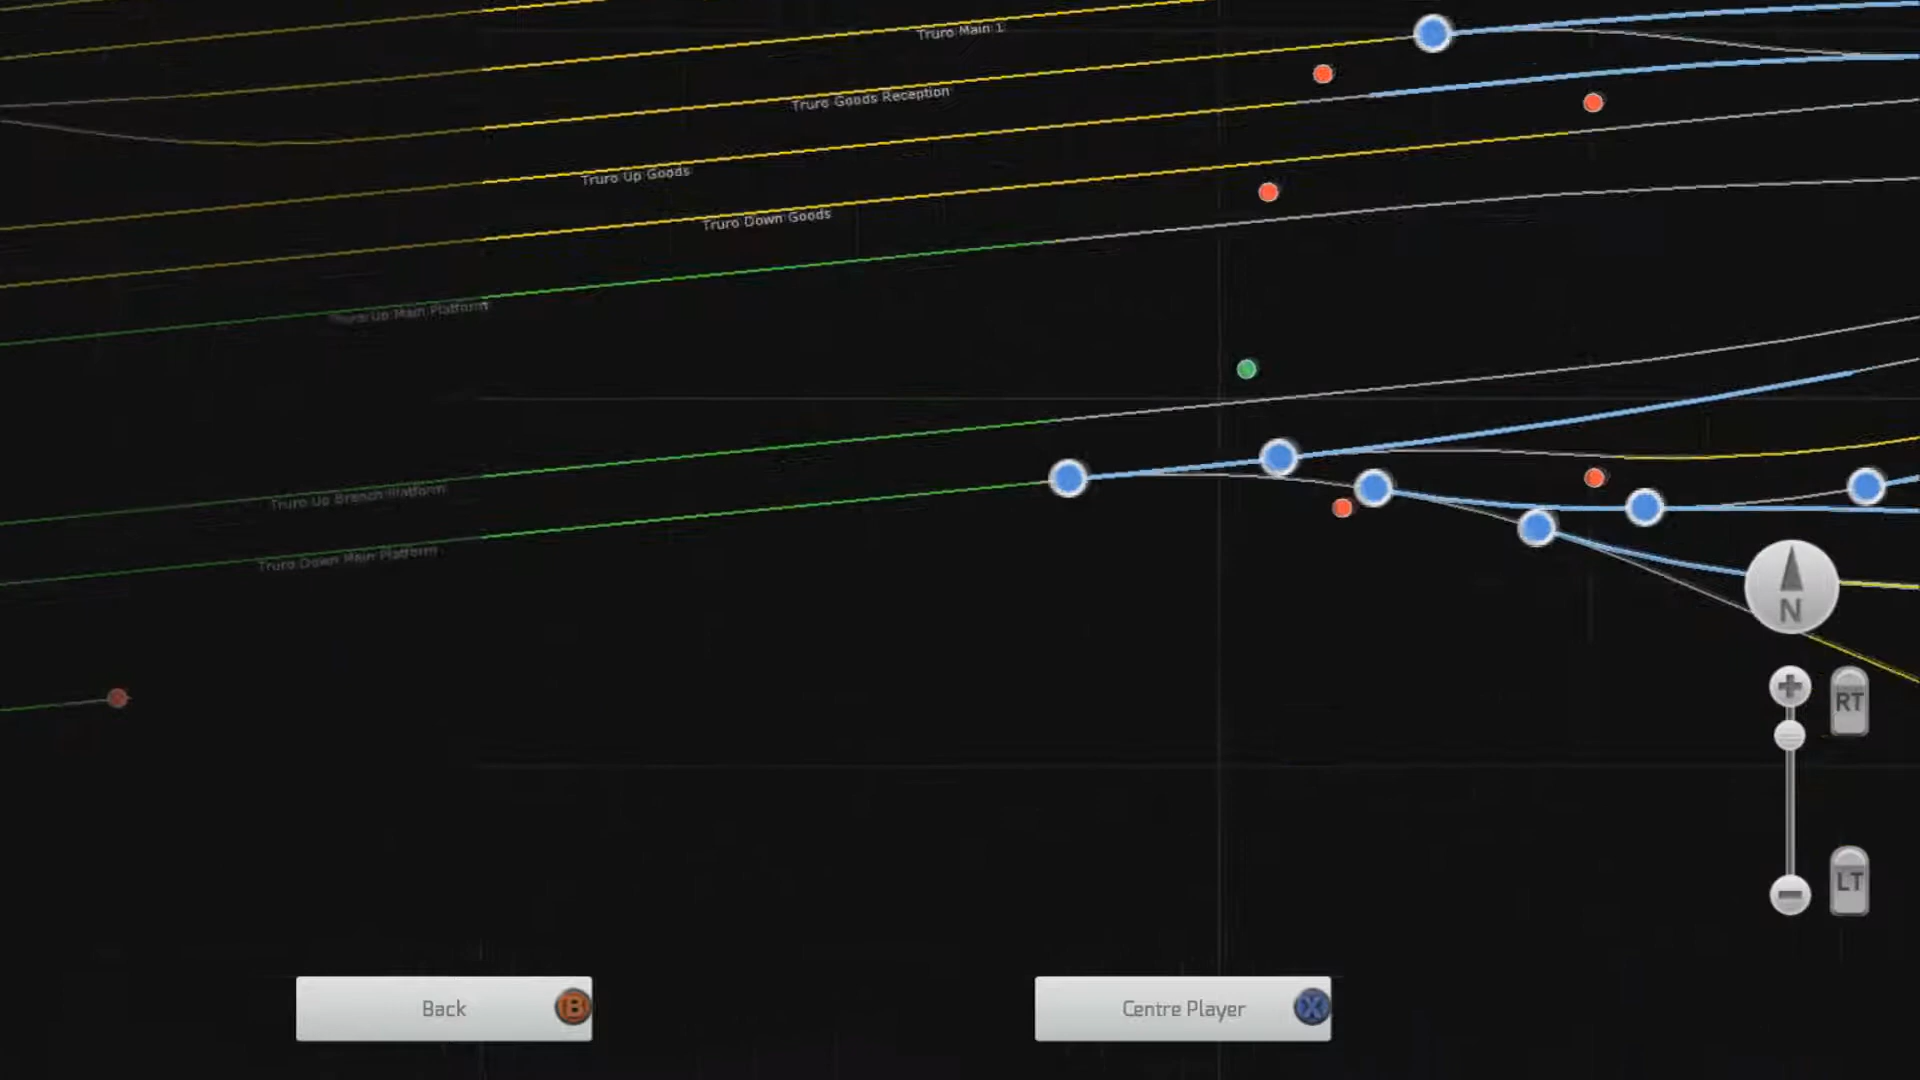 Truro Main 1
Truro Goods Reception
Truro Up Goods
Truro Down Goods
Truro Up Main Platform
Truro Up Branch Platform
Truro Down Main Platform
N
RT
LT
Back B
Centre Player X